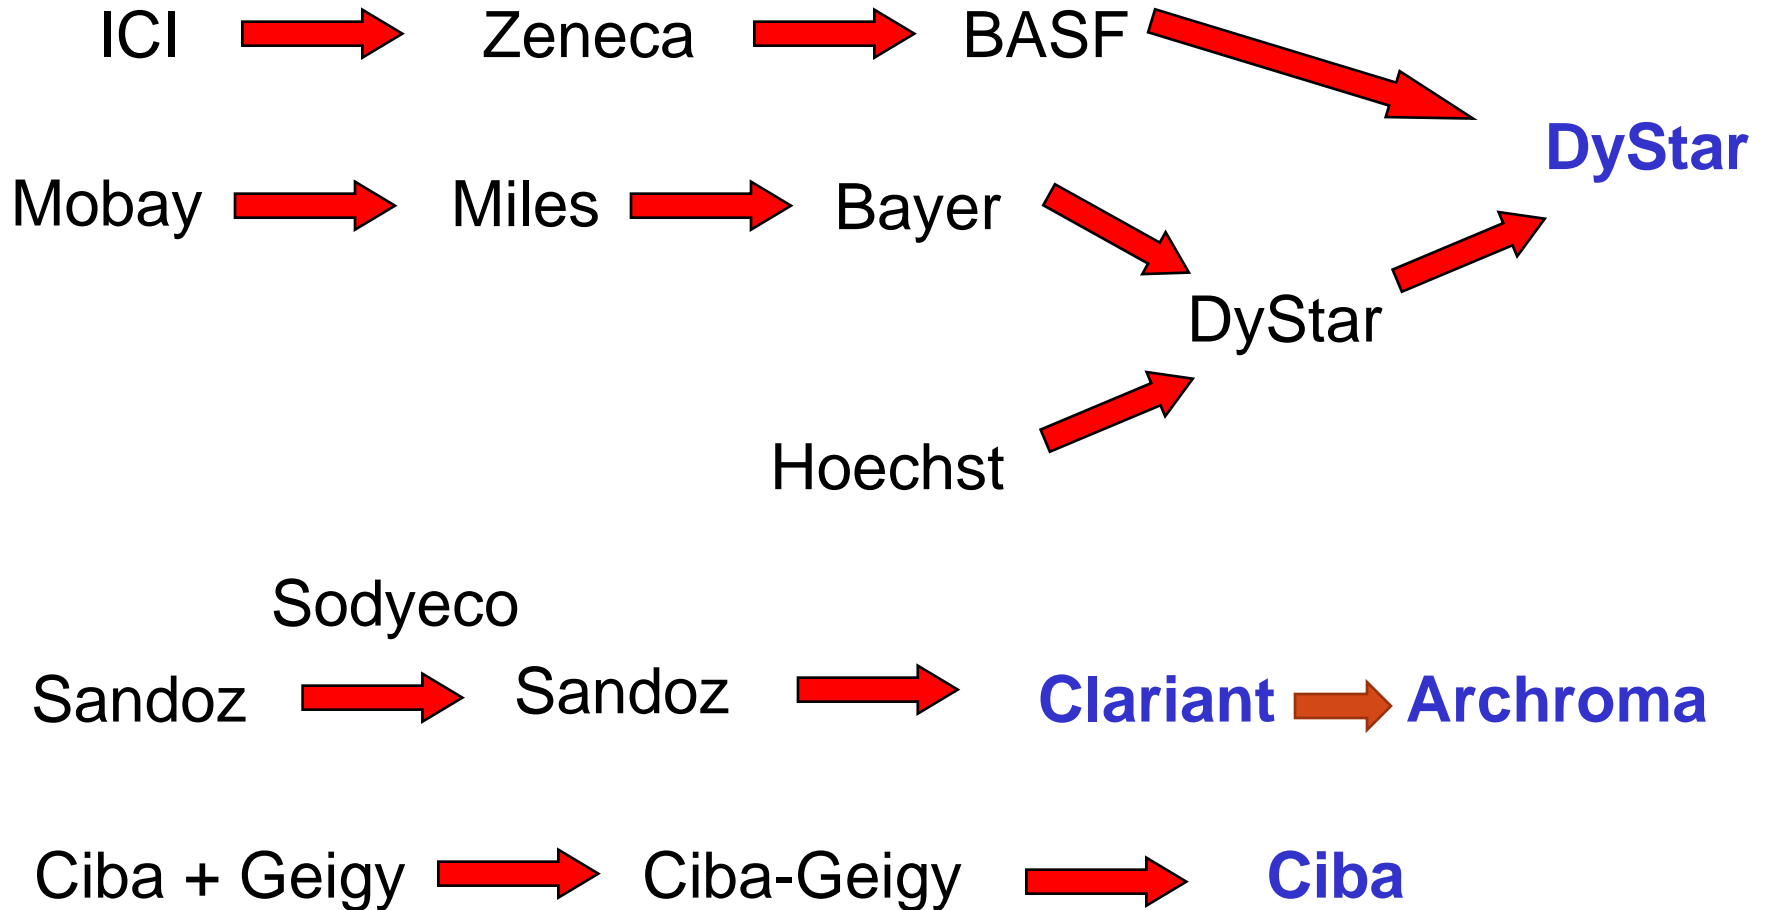 ICI Zeneca BASF
DyStar
Mobay Miles Bayer
DyStar
Hoechst
Sodyeco
Sandoz Sandoz Clariant Archroma
Ciba + Geigy Ciba-Geigy Ciba